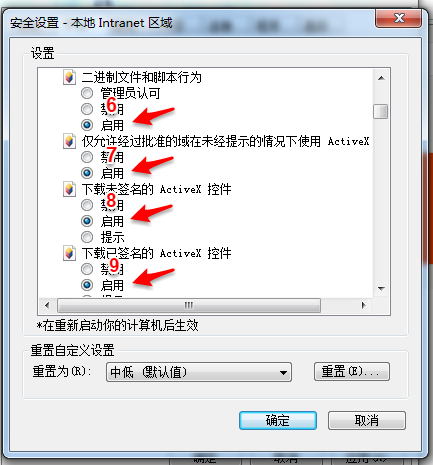 安全设置 - 本地 Intranet 区域
设置
二进制文件和脚本行为
管理员认可
6
禁用
启用
仅允许经过批准的域在未经提示的情况下使用 ActiveX
7
禁用
启用
下载未签名的 ActiveX 控件
8
禁用
启用
提示
下载已签名的 ActiveX 控件
9
禁用
启用
提示
*在重新启动你的计算机后生效
重置自定义设置
重置为(R):
中低 (默认值)
重置(E)...
确定
取消